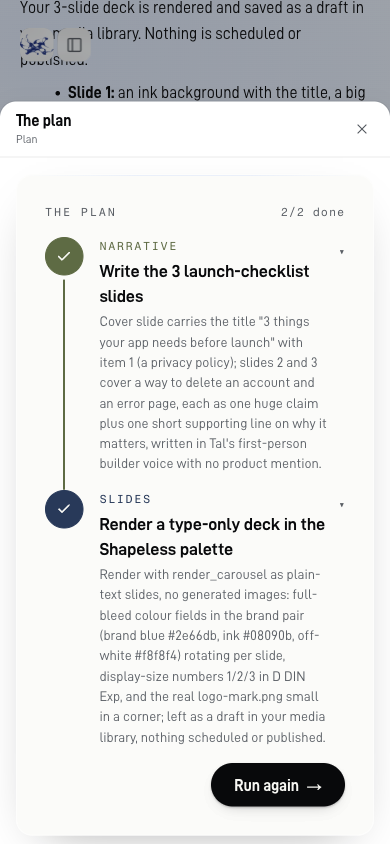 Your 3-slide deck is rendered and saved as a draft in
media library. Nothing is scheduled or
published.
• Slide 1: an ink background with the title, a big
The plan
Plan
THE PLAN 2/2 done
NARRATIVE
Write the 3 launch-checklist
slides
Cover slide carries the title "3 things
your app needs before launch" with
item 1 (a privacy policy); slides 2 and 3
cover a way to delete an account and
an error page, each as one huge claim
plus one short supporting line on why it
matters, written in Tal's first-person
builder voice with no product mention.
SLIDES
Render a type-only deck in the
Shapeless palette
Render with render_carousel as plain-
text slides, no generated images: full-
bleed colour fields in the brand pair
(brand blue #2e66db, ink #08090b, off-
white #f8f8f4) rotating per slide,
display-size numbers 1/2/3 in D DIN
Exp, and the real logo-mark.png small
in a corner; left as a draft in your media
library, nothing scheduled or published.
Run again →